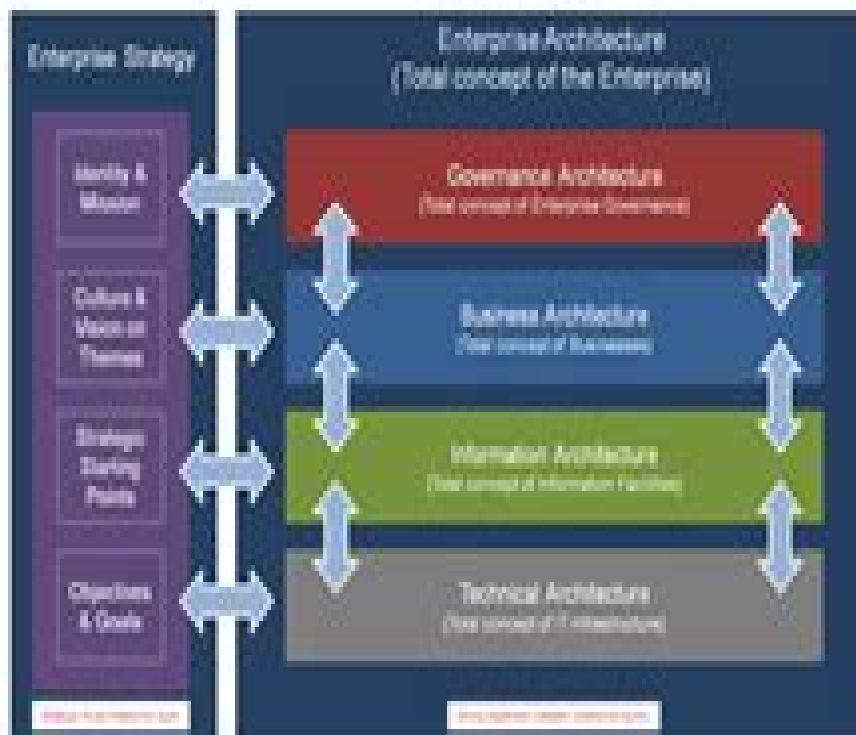 Enterprise Strategy
Identity &
Mission
Culture &
Vision on
Themes
Strategic
Starting
Points
Objectives
& Goals
Enterprise Architecture
(Total concept of the Enterprise)
Governance Architecture
(Total concept of Enterprise Governance)
Business Architecture
(Total concept of Businesses)
Information Architecture
(Total concept of Information Facilities)
Technical Architecture
(Total concept of IT Infrastructure)